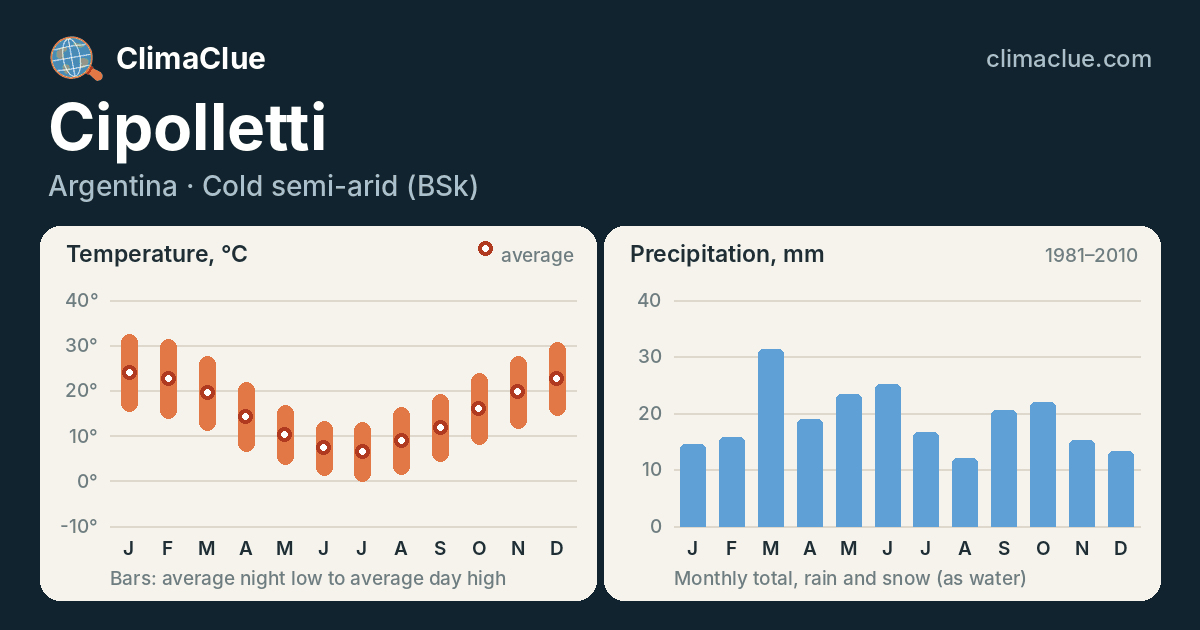 ClimaClue
climaclue.com
Cipolletti
Argentina · Cold semi-arid (BSk)
Temperature, °C
average
40°
30°
20°
10°
0°
-10°
J F M A M J J A S O N D
Bars: average night low to average day high
Precipitation, mm
1981–2010
40
30
20
10
0
J F M A M J J A S O N D
Monthly total, rain and snow (as water)